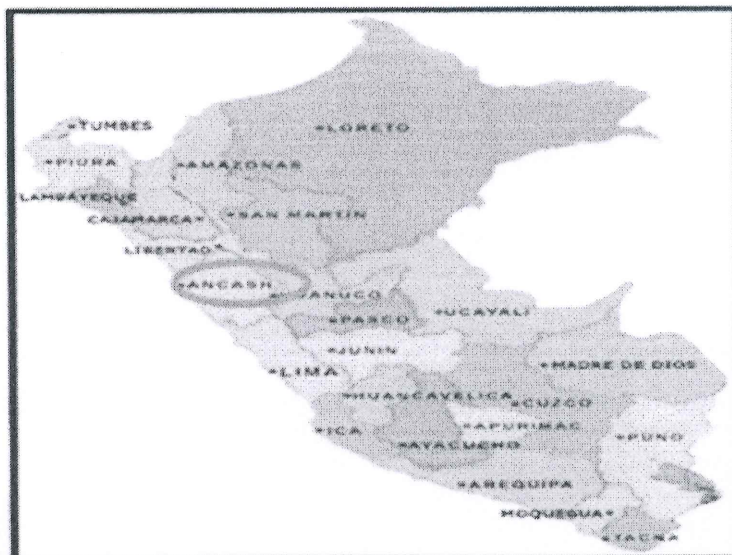 TUMBES
LORETO
PIURA
AMAZONAS
LAMBAYEQUE
CAJAMARCA
SAN MARTIN
LIBERTAD
ANCASH
ANUCO
UCAYALI
PASCO
JUNIN
LIMA
MADRE DE DIOS
HUANCAVELICA
CUZCO
ICA
APURIMAC
PUNO
AYACUCHO
AREQUIPA
MOQUEGUA
TACNA